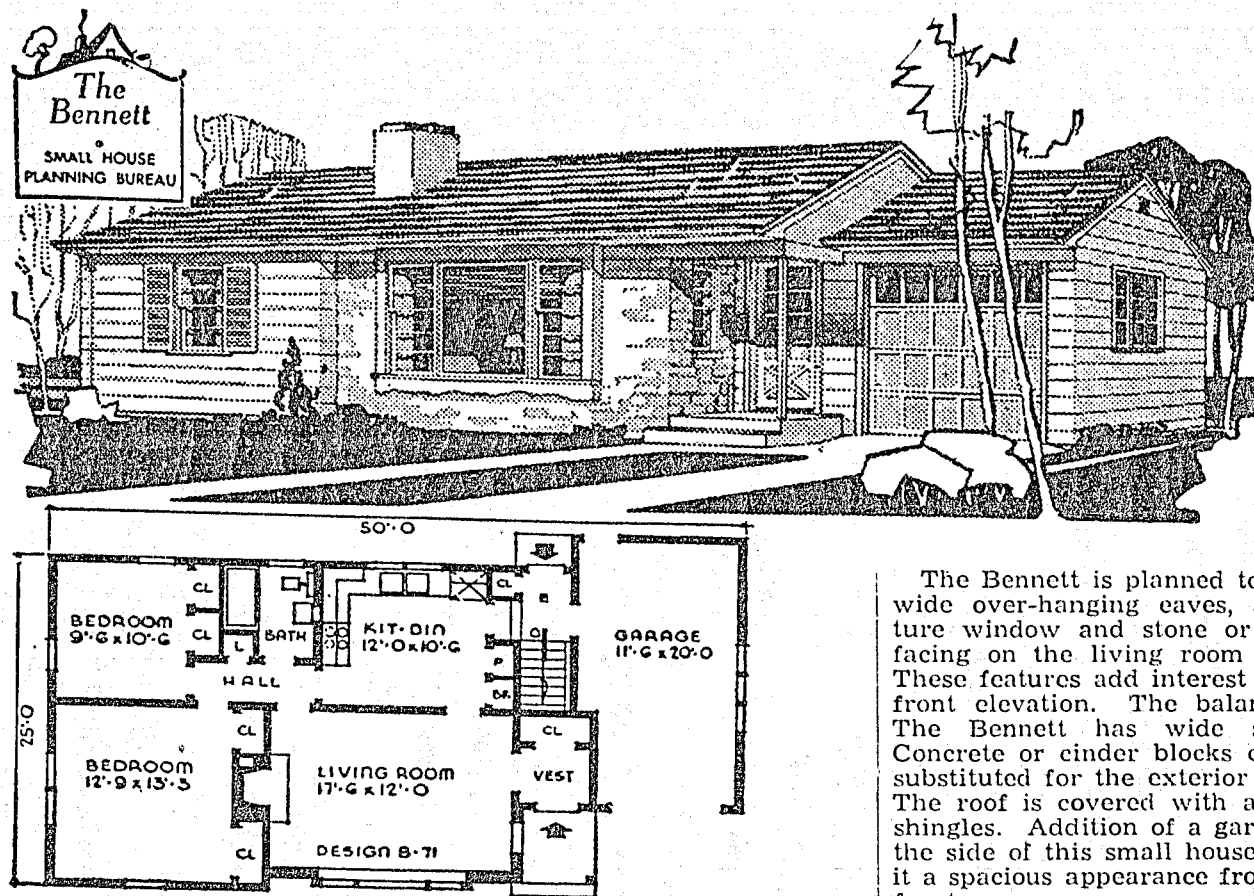 The
Bennett
SMALL HOUSE
PLANNING BUREAU
50'-0
25'-0
BEDROOM
9'-6 x 10'-6
CL
CL
L
BATH
HALL
KIT-DIN
12'-0 x 10'-6
CL
P
BR.
GARAGE
11'-6 x 20'-0
BEDROOM
12'-9 x 13'-3
CL
CL
LIVING ROOM
17'-6 x 12'-0
CL
VEST
DESIGN B-71
The Bennett is planned to
wide over-hanging eaves,
ture window and stone or
facing on the living room
These features add interest
front elevation. The balan
The Bennett has wide s
Concrete or cinder blocks c
substituted for the exterior
The roof is covered with a
shingles. Addition of a gar
the side of this small house
it a spacious appearance fro